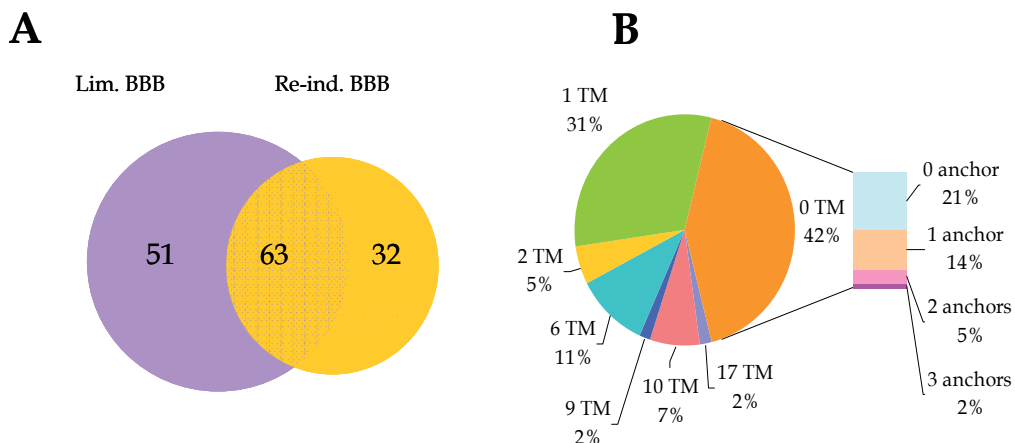 A
Lim. BBB
Re-ind. BBB
51
63
32
B
1 TM
31%
0 TM
42%
2 TM
5%
6 TM
11%
9 TM
2%
10 TM
7%
17 TM
2%
0 anchor
21%
1 anchor
14%
2 anchors
5%
3 anchors
2%